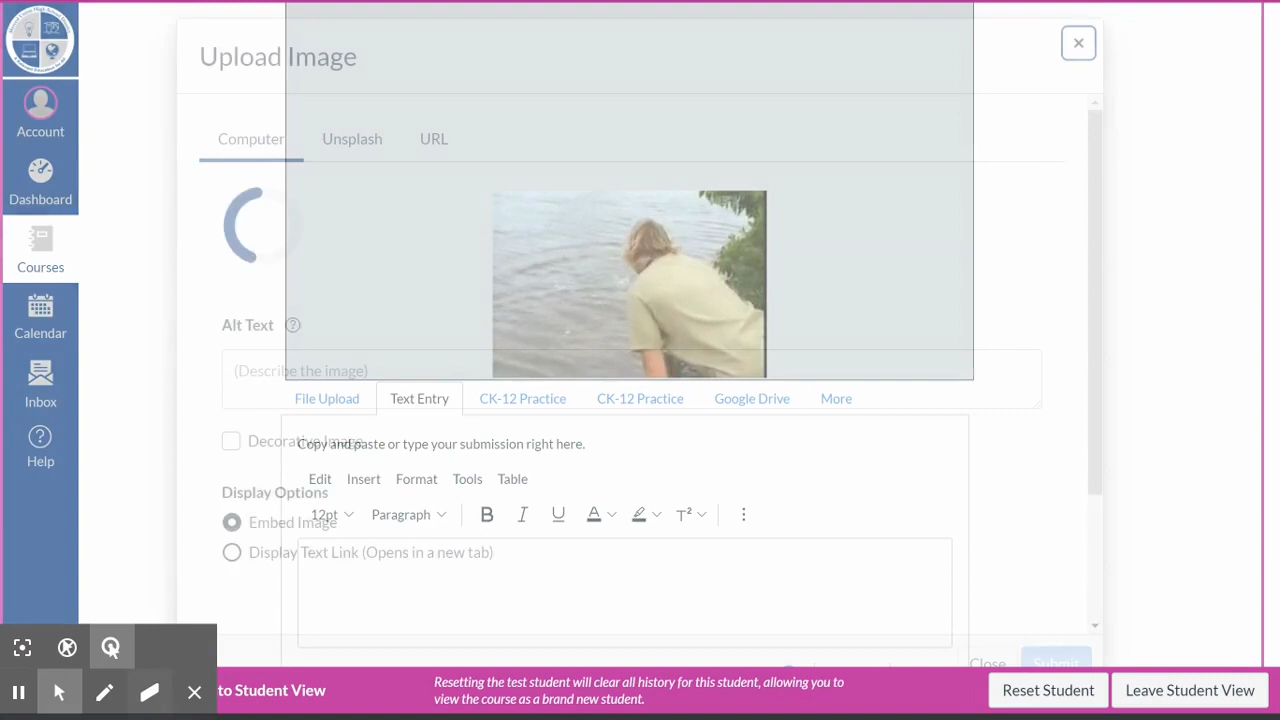 Upload Image
Account
Dashboard
Courses
Calendar
Inbox
Help
Computer
Unsplash
URL
Alt Text
(Describe the image)
File Upload
Text Entry
CK-12 Practice
CK-12 Practice
Google Drive
More
Decorative Image
Copy and paste or type your submission right here.
Edit Insert Format Tools Table
Display Options
12pt Paragraph B I U A T²
Embed Image
Display Text Link (Opens in a new tab)
Close
Submit
to Student View
Resetting the test student will clear all history for this student, allowing you to
view the course as a brand new student.
Reset Student
Leave Student View